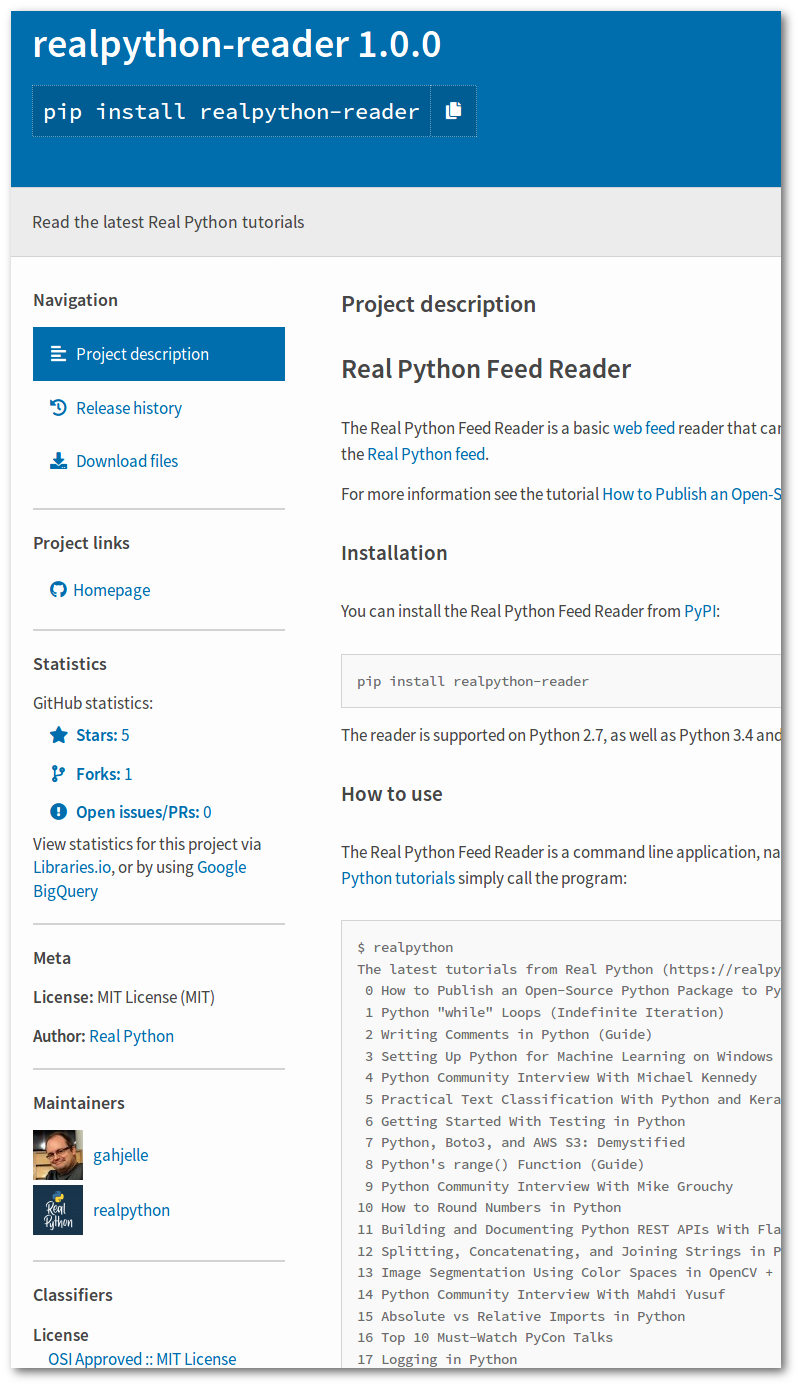 realpython-reader 1.0.0
pip install realpython-reader
Read the latest Real Python tutorials
Navigation
Project description
Release history
Download files
Project links
Homepage
Statistics
GitHub statistics:
Stars: 5
Forks: 1
Open issues/PRs: 0
View statistics for this project via
Libraries.io, or by using Google
BigQuery
Meta
License: MIT License (MIT)
Author: Real Python
Maintainers
gahjelle
Real
Python
realpython
Classifiers
License
OSI Approved :: MIT License
Project description
Real Python Feed Reader
The Real Python Feed Reader is a basic web feed reader that can
the Real Python feed.
For more information see the tutorial How to Publish an Open-S
Installation
You can install the Real Python Feed Reader from PyPI:
pip install realpython-reader
The reader is supported on Python 2.7, as well as Python 3.4 and
How to use
The Real Python Feed Reader is a command line application, na
Python tutorials simply call the program:
$ realpython
The latest tutorials from Real Python (https://realpy
0 How to Publish an Open-Source Python Package to Py
1 Python "while" Loops (Indefinite Iteration)
2 Writing Comments in Python (Guide)
3 Setting Up Python for Machine Learning on Windows
4 Python Community Interview With Michael Kennedy
5 Practical Text Classification With Python and Kera
6 Getting Started With Testing in Python
7 Python, Boto3, and AWS S3: Demystified
8 Python's range() Function (Guide)
9 Python Community Interview With Mike Grouchy
10 How to Round Numbers in Python
11 Building and Documenting Python REST APIs With Fla
12 Splitting, Concatenating, and Joining Strings in P
13 Image Segmentation Using Color Spaces in OpenCV +
14 Python Community Interview With Mahdi Yusuf
15 Absolute vs Relative Imports in Python
16 Top 10 Must-Watch PyCon Talks
17 Logging in Python